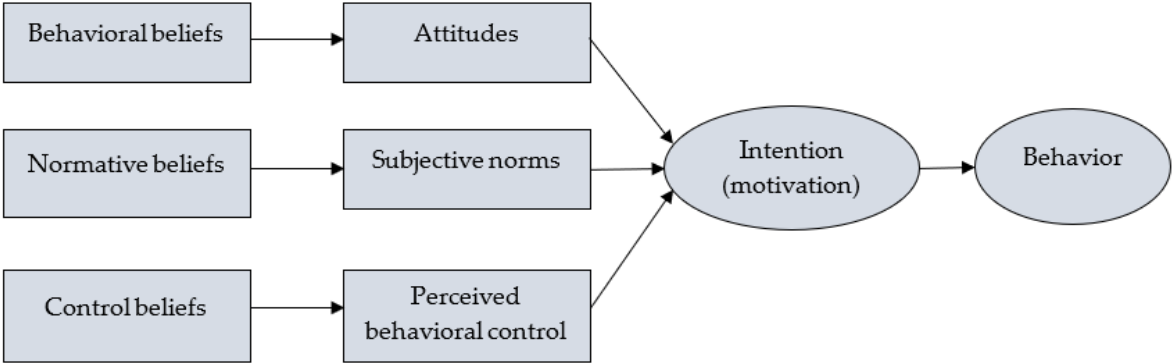 Behavioral beliefs
Attitudes
Normative beliefs
Subjective norms
Intention
(motivation)
Behavior
Control beliefs
Perceived
behavioral control